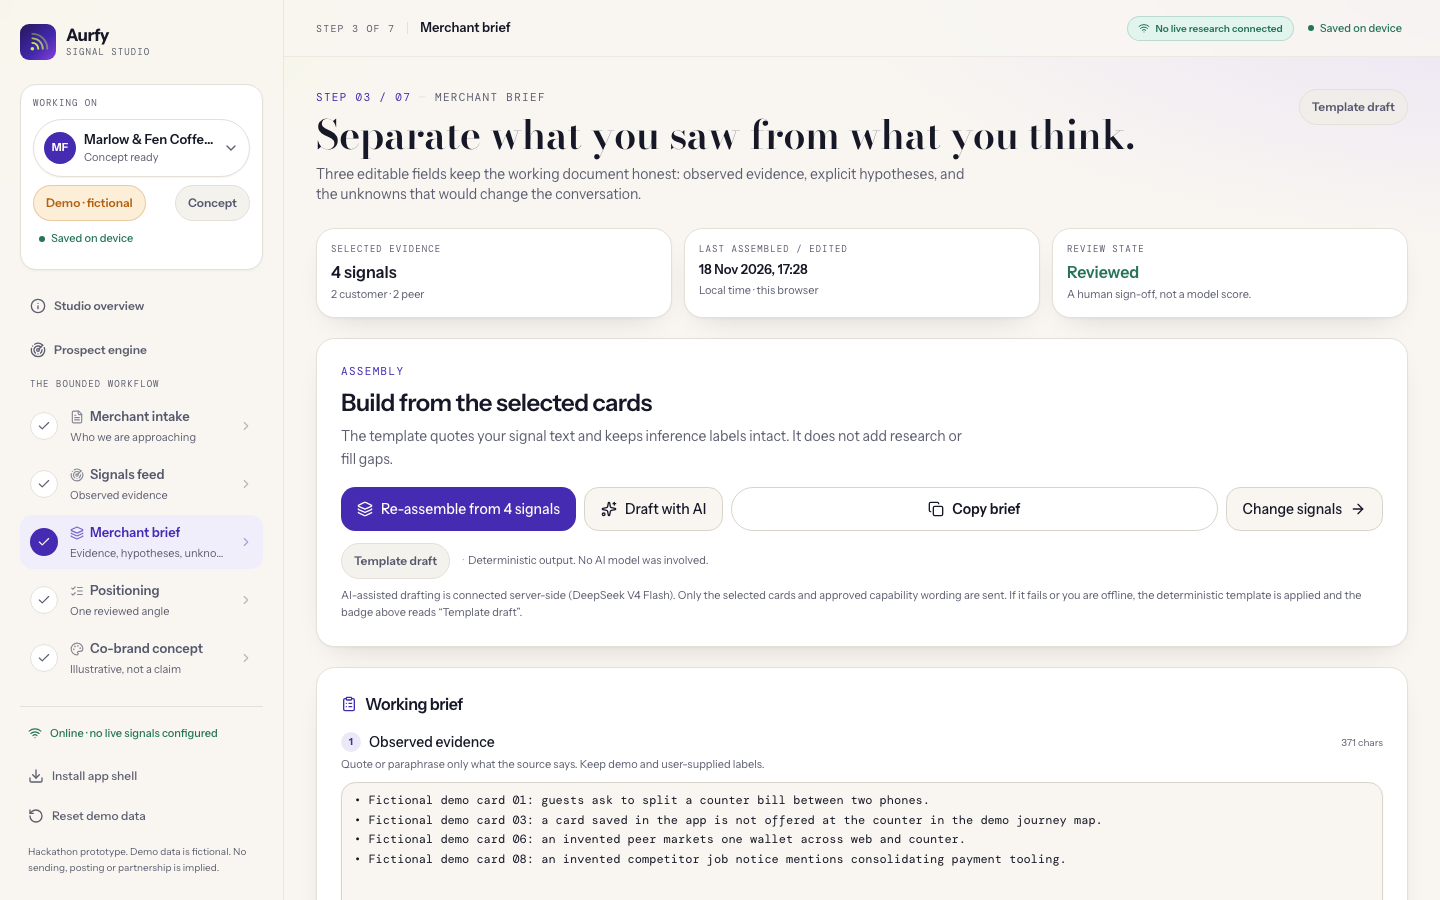 Aurfy
SIGNAL STUDIO
WORKING ON
MF
Marlow & Fen Coffe...
Concept ready
Demo · fictional
Concept
Saved on device
Studio overview
Prospect engine
THE BOUNDED WORKFLOW
Merchant intake
Who we are approaching
Signals feed
Observed evidence
Merchant brief
Evidence, hypotheses, unkno...
Positioning
One reviewed angle
Co-brand concept
Illustrative, not a claim
Online · no live signals configured
Install app shell
Reset demo data
Hackathon prototype. Demo data is fictional. No
sending, posting or partnership is implied.
STEP 3 OF 7
Merchant brief
No live research connected
Saved on device
STEP 03 / 07 — MERCHANT BRIEF
Template draft
Separate what you saw from what you think.
Three editable fields keep the working document honest: observed evidence, explicit hypotheses, and
the unknowns that would change the conversation.
SELECTED EVIDENCE
4 signals
2 customer · 2 peer
LAST ASSEMBLED / EDITED
18 Nov 2026, 17:28
Local time · this browser
REVIEW STATE
Reviewed
A human sign-off, not a model score.
ASSEMBLY
Build from the selected cards
The template quotes your signal text and keeps inference labels intact. It does not add research or
fill gaps.
Re-assemble from 4 signals
Draft with AI
Copy brief
Change signals
Template draft
· Deterministic output. No AI model was involved.
AI-assisted drafting is connected server-side (DeepSeek V4 Flash). Only the selected cards and approved capability wording are sent. If it fails or you are offline, the deterministic template is applied and the
badge above reads “Template draft”.
Working brief
1 Observed evidence
371 chars
Quote or paraphrase only what the source says. Keep demo and user-supplied labels.
• Fictional demo card 01: guests ask to split a counter bill between two phones.
• Fictional demo card 03: a card saved in the app is not offered at the counter in the demo journey map.
• Fictional demo card 06: an invented peer markets one wallet across web and counter.
• Fictional demo card 08: an invented competitor job notice mentions consolidating payment tooling.